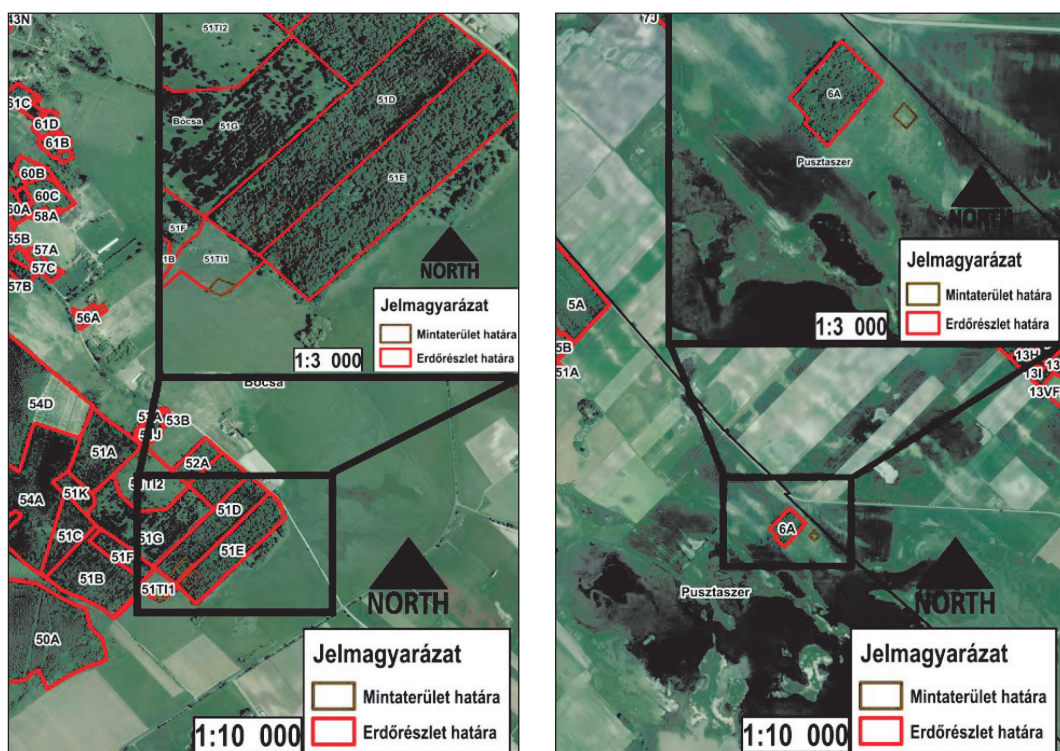 43N
61C
61D
61B
60B
60C
60A
58A
55B
57A
57C
57B
56A
51TI2
51D
Bócsa
51G
51E
51F
1B
51TI1
NORTH
Jelmagyarázat
Mintaterület határa
Erdőrészlet határa
1:3 000
Bócsa
54D
53B
51A
52A
51K
54A
51D
51C
51G
51E
51F
51B
51TI1
50A
NORTH
Jelmagyarázat
Mintaterület határa
Erdőrészlet határa
1:10 000
7J
6A
Pusztaszer
NORTH
Jelmagyarázat
Mintaterület határa
Erdőrészlet határa
1:3 000
5A
5B
51A
13H
13I
13VF
6A
Pusztaszer
NORTH
Jelmagyarázat
Mintaterület határa
Erdőrészlet határa
1:10 000